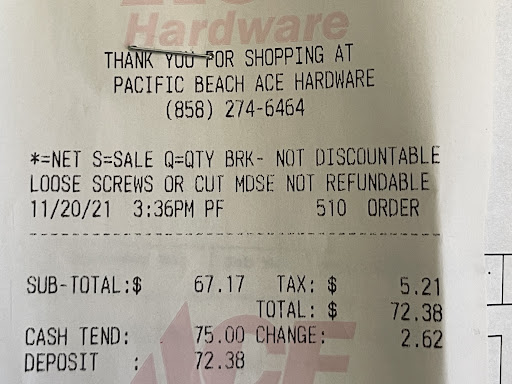 ACE
Hardware
THANK YOU FOR SHOPPING AT
PACIFIC BEACH ACE HARDWARE
(858) 274-6464
*=NET S=SALE Q=QTY BRK- NOT DISCOUNTABLE
LOOSE SCREWS OR CUT MDSE NOT REFUNDABLE
11/20/21 3:36PM PF 510 ORDER
SUB-TOTAL:$ 67.17 TAX: $ 5.21
TOTAL: $ 72.38
CASH TEND: 75.00 CHANGE: 2.62
DEPOSIT : 72.38
ACE